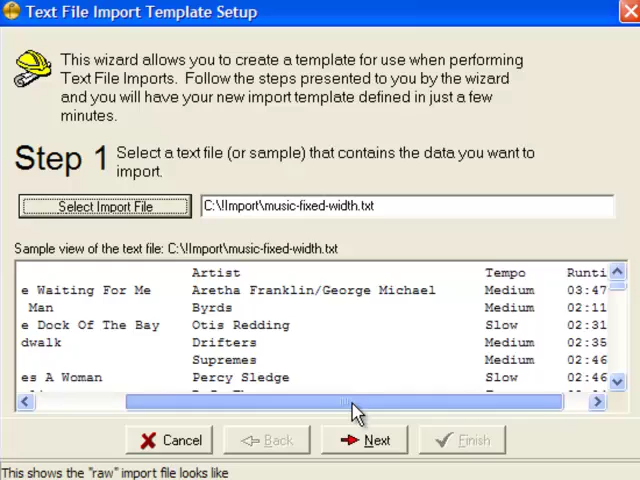 Text File Import Template Setup
This wizard allows you to create a template for use when performing
Text File Imports. Follow the steps presented to you by the wizard
and you will have your new import template defined in just a few
minutes.
Step 1 Select a text file (or sample) that contains the data you want to
import.
Select Import File C:\!Import\music-fixed-width.txt
Sample view of the text file: C:\!Import\music-fixed-width.txt
Artist Tempo Runti
e Waiting For Me Aretha Franklin/George Michael Medium 03:47
Man Byrds Medium 02:11
e Dock Of The Bay Otis Redding Slow 02:31
dwalk Drifters Medium 02:35
Supremes Medium 02:46
es A Woman Percy Sledge Slow 02:46
Cancel Back Next Finish
This shows the "raw" import file looks like